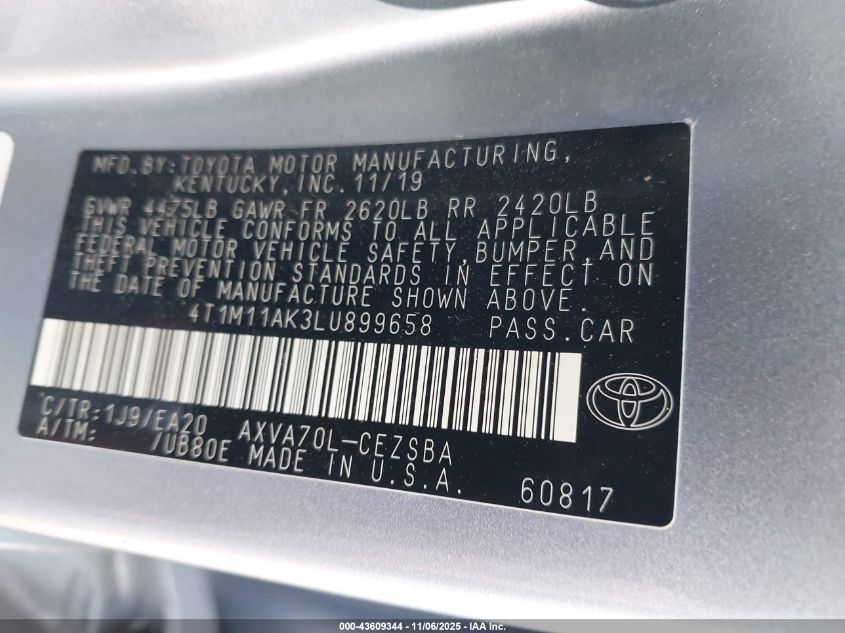 MFD. BY: TOYOTA MOTOR MANUFACTURING,
KENTUCKY, INC. 11/19
GVWR 4475LB GAWR FR 2620LB RR 2420LB
THIS VEHICLE CONFORMS TO ALL APPLICABLE
FEDERAL MOTOR VEHICLE SAFETY, BUMPER, AND
THEFT PREVENTION STANDARDS IN EFFECT ON
THE DATE OF MANUFACTURE SHOWN ABOVE.
4T1M11AK3LU899658 PASS. CAR
C/TR: 1J9/EA20 AXVA70L-CEZSBA
A/TM: /UB80E MADE IN U.S.A.
60817
000-43609344 - 11/06/2025 - IAA Inc.